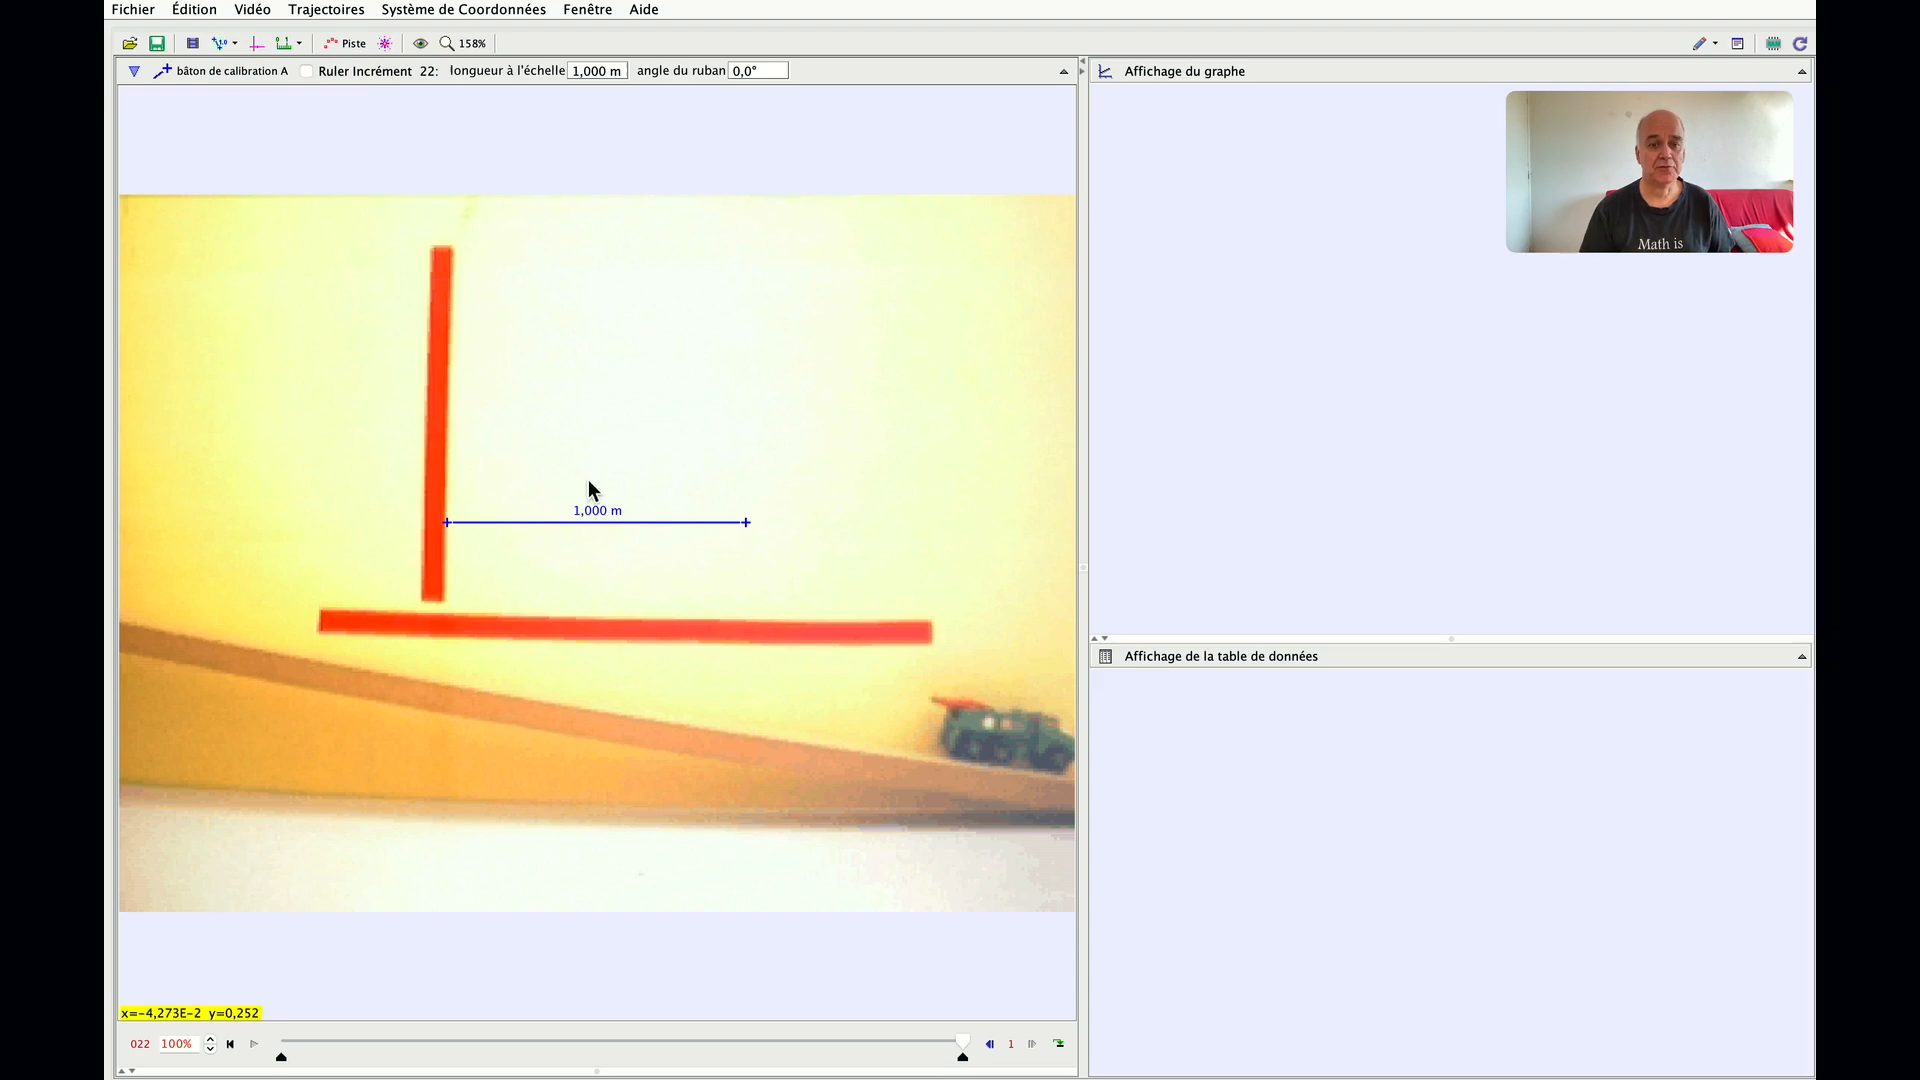 Fichier Édition Vidéo Trajectoires Système de Coordonnées Fenêtre Aide
Piste 158%
bâton de calibration A Ruler Incrément 22: longueur à l'échelle 1,000 m angle du ruban 0,0°
Affichage du graphe
Math is
1,000 m
Affichage de la table de données
x=-4,273E-2 y=0,252
022 100% 1